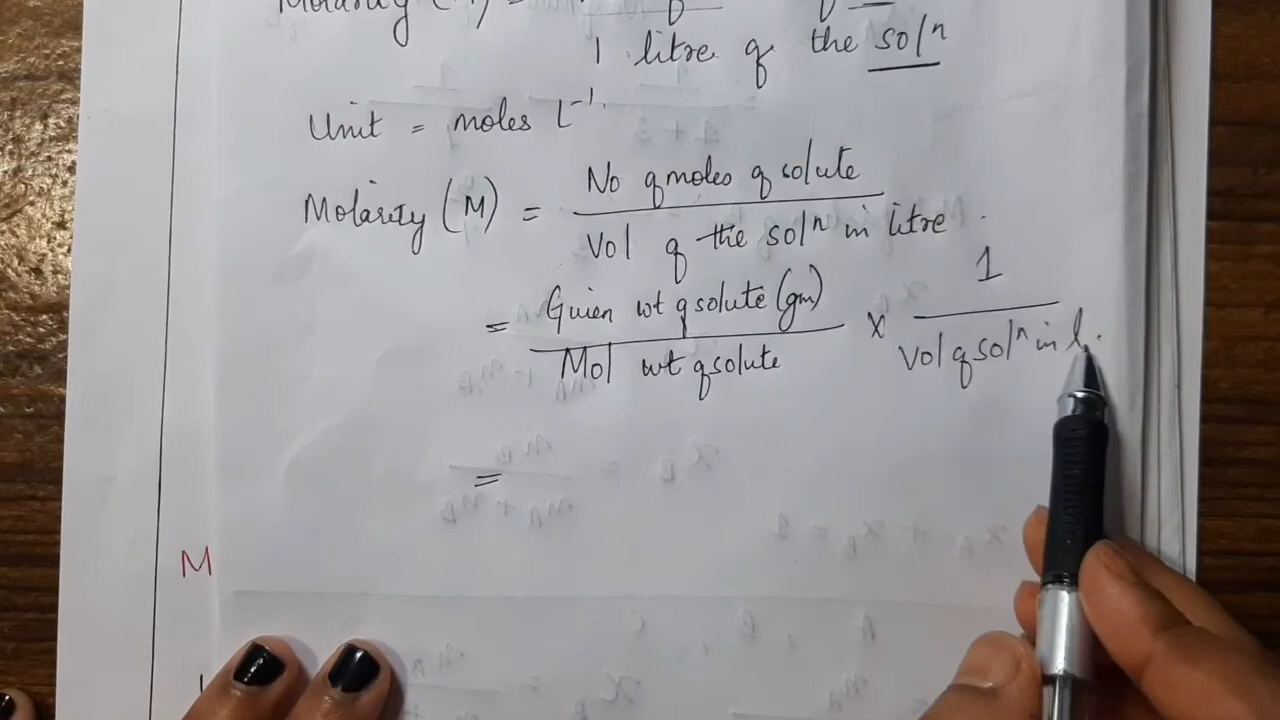 Molarity (M) =
1 litre of the solⁿ
Unit = moles L⁻¹.
Molarity (M) = No of moles of solute / Vol of the solⁿ in litre.
= Given wt of solute (gm) / Mol wt of solute x 1 / Vol of solⁿ in l.
=
M